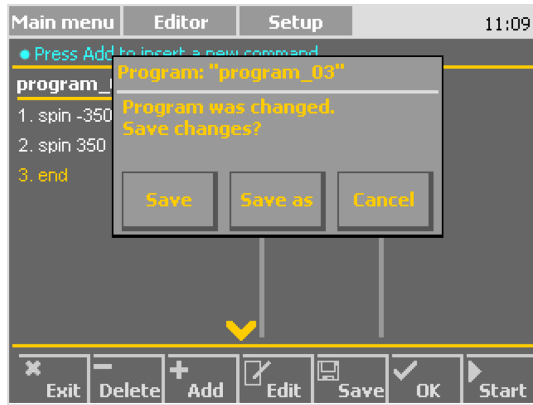 Main menu Editor Setup 11:09
Press Add to insert a new command
Program: "program_03"
program_
Program was changed.
Save changes?
1. spin -350
2. spin 350
3. end
Save Save as Cancel
Exit Delete Add Edit Save OK Start